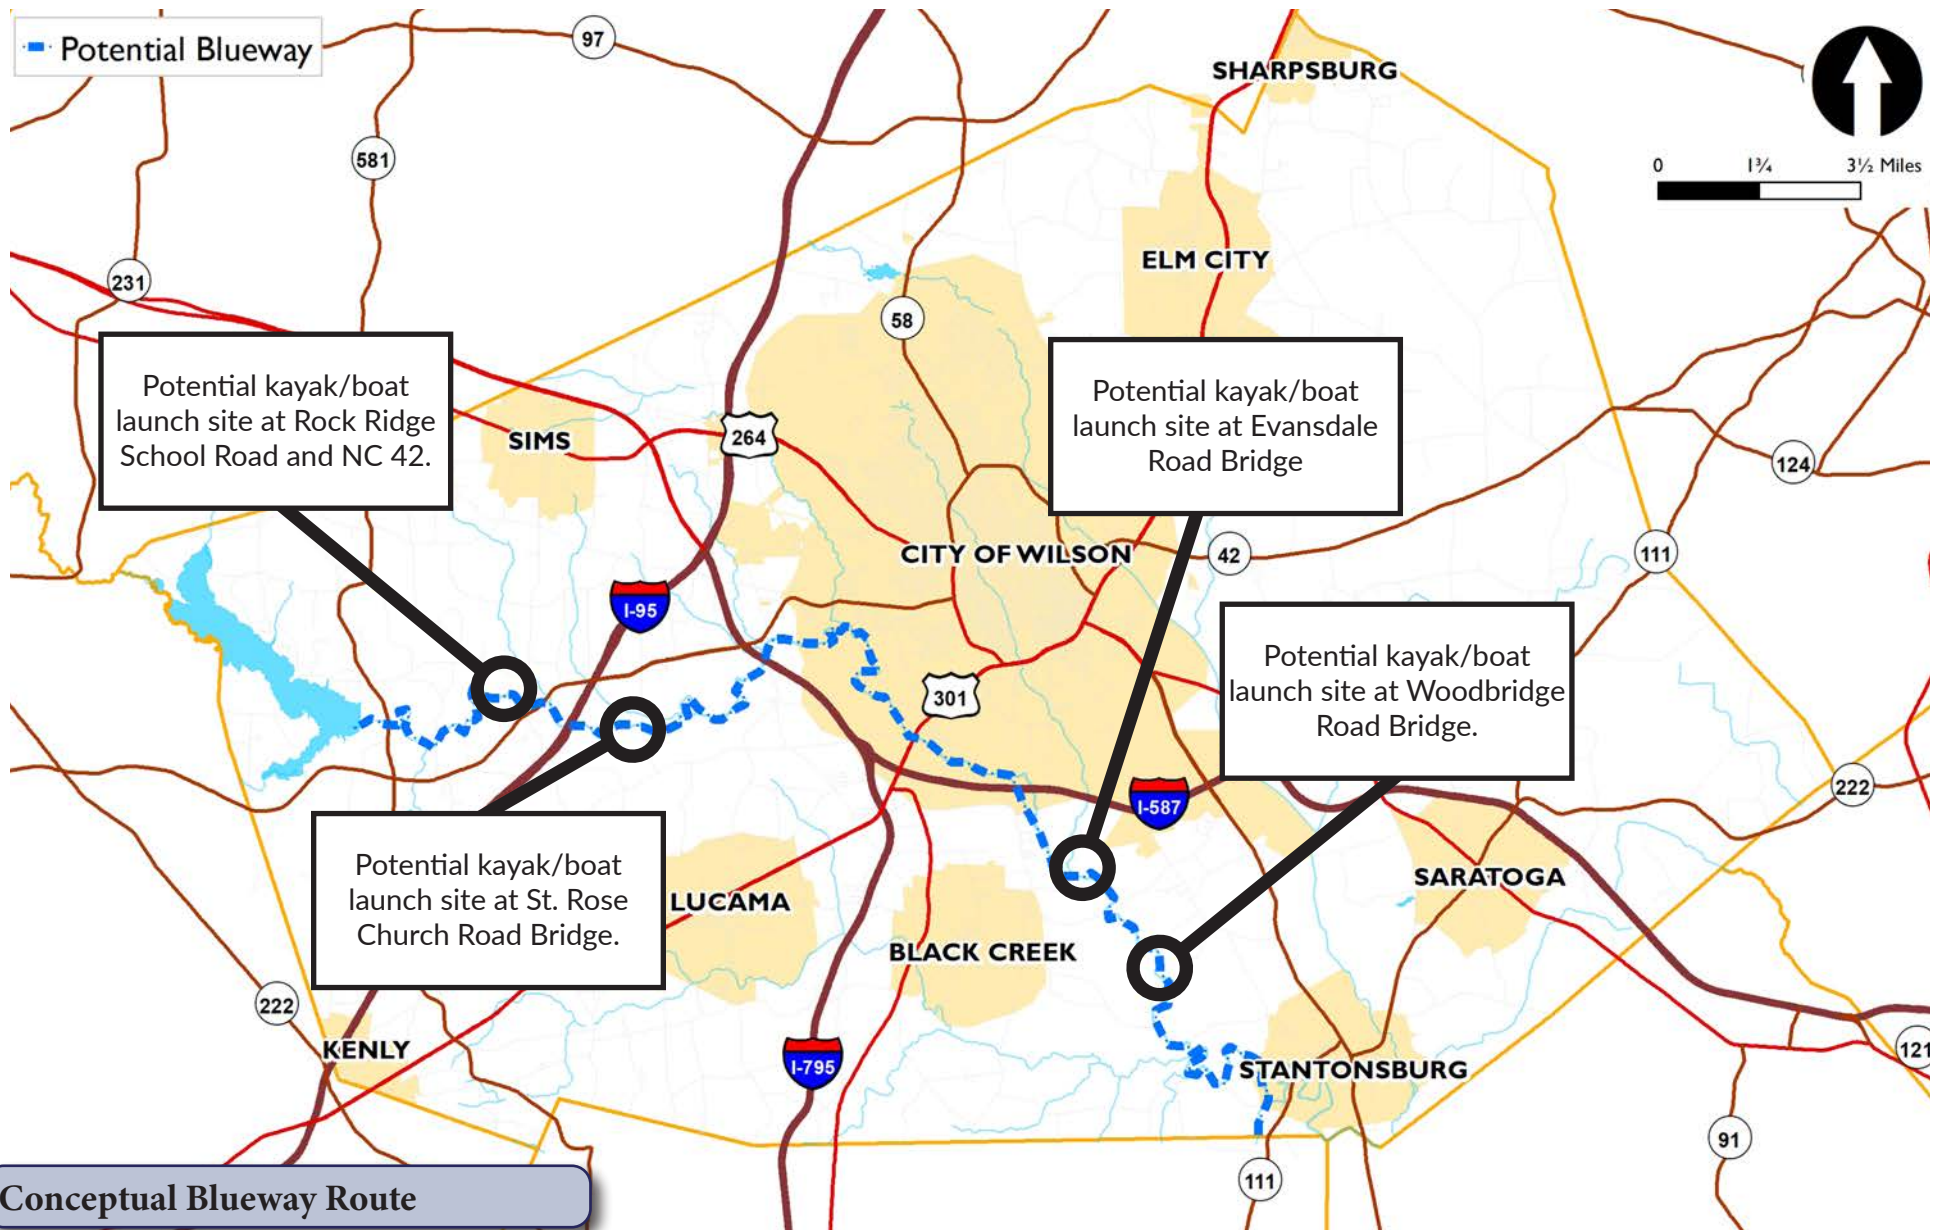 Potential Blueway
97
SHARPSBURG
0 1¾ 3½ Miles
581
231
ELM CITY
58
Potential kayak/boat
launch site at Rock Ridge
School Road and NC 42.
SIMS
264
Potential kayak/boat
launch site at Evansdale
Road Bridge
124
CITY OF WILSON
42
111
I-95
301
Potential kayak/boat
launch site at Woodbridge
Road Bridge.
I-587
222
Potential kayak/boat
launch site at St. Rose
Church Road Bridge.
LUCAMA
SARATOGA
BLACK CREEK
222
KENLY
I-795
STANTONSBURG
121
91
111
Conceptual Blueway Route